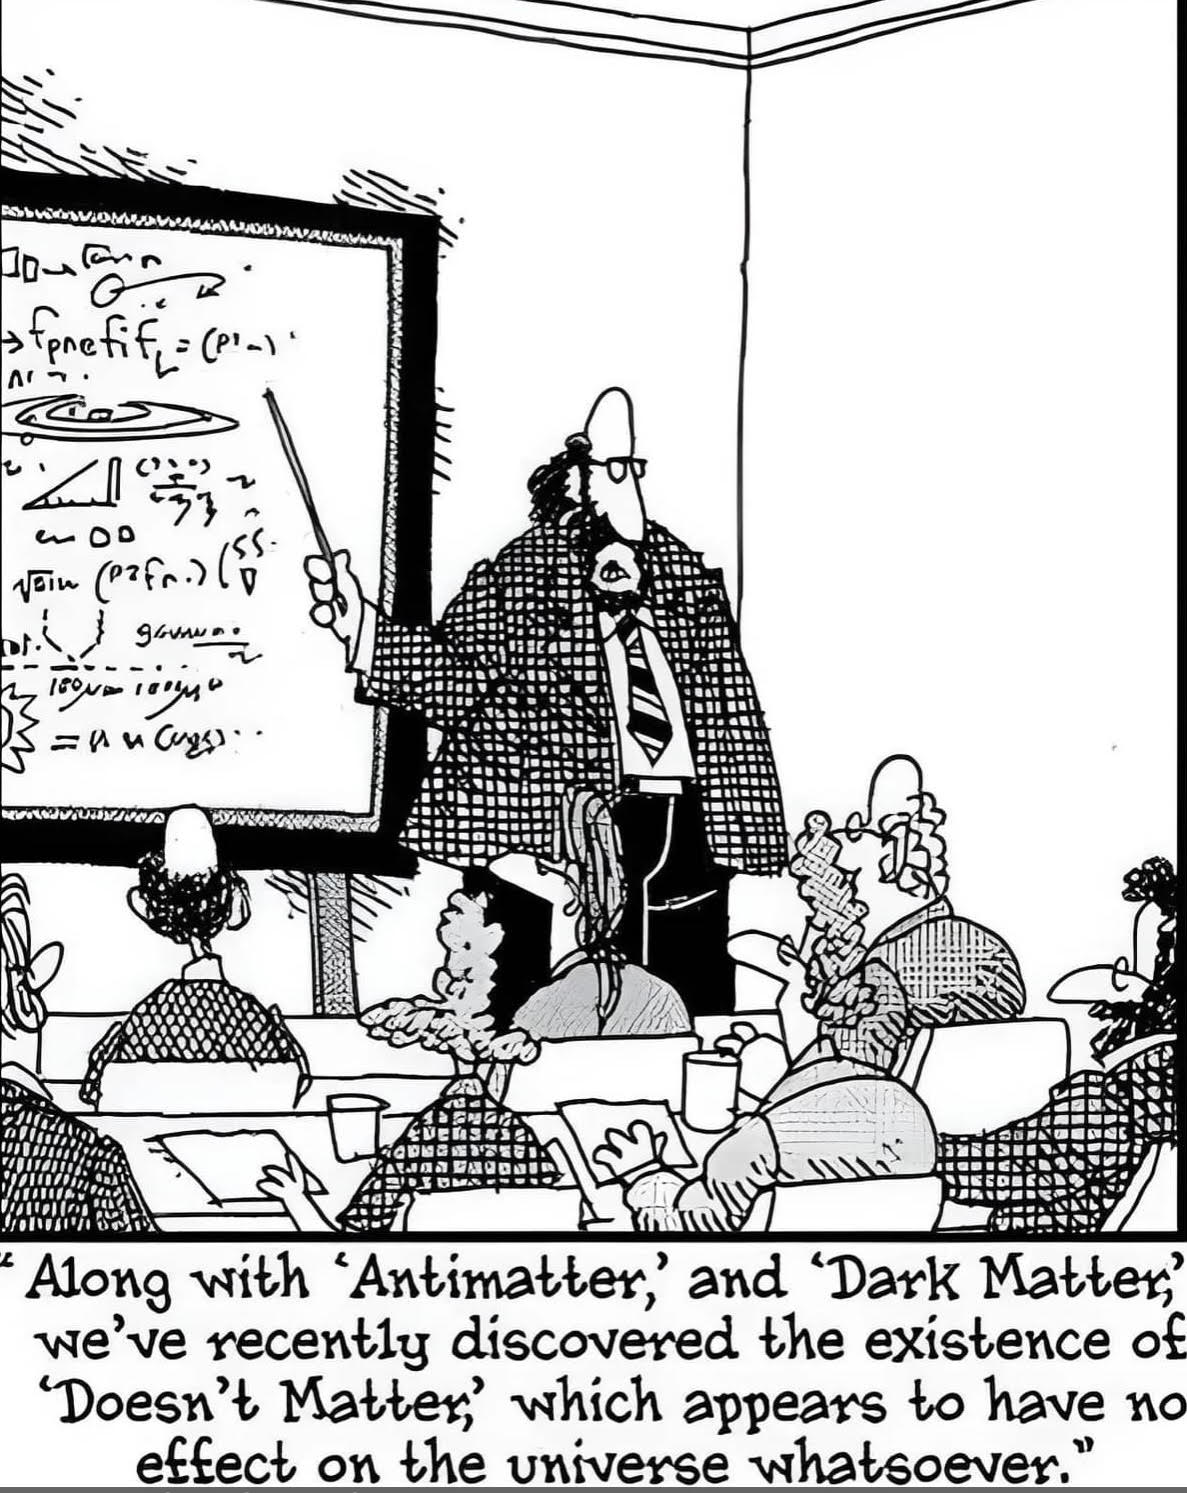 "Along with 'Antimatter,' and 'Dark Matter,'
we've recently discovered the existence of
'Doesn't Matter,' which appears to have no
effect on the universe whatsoever."